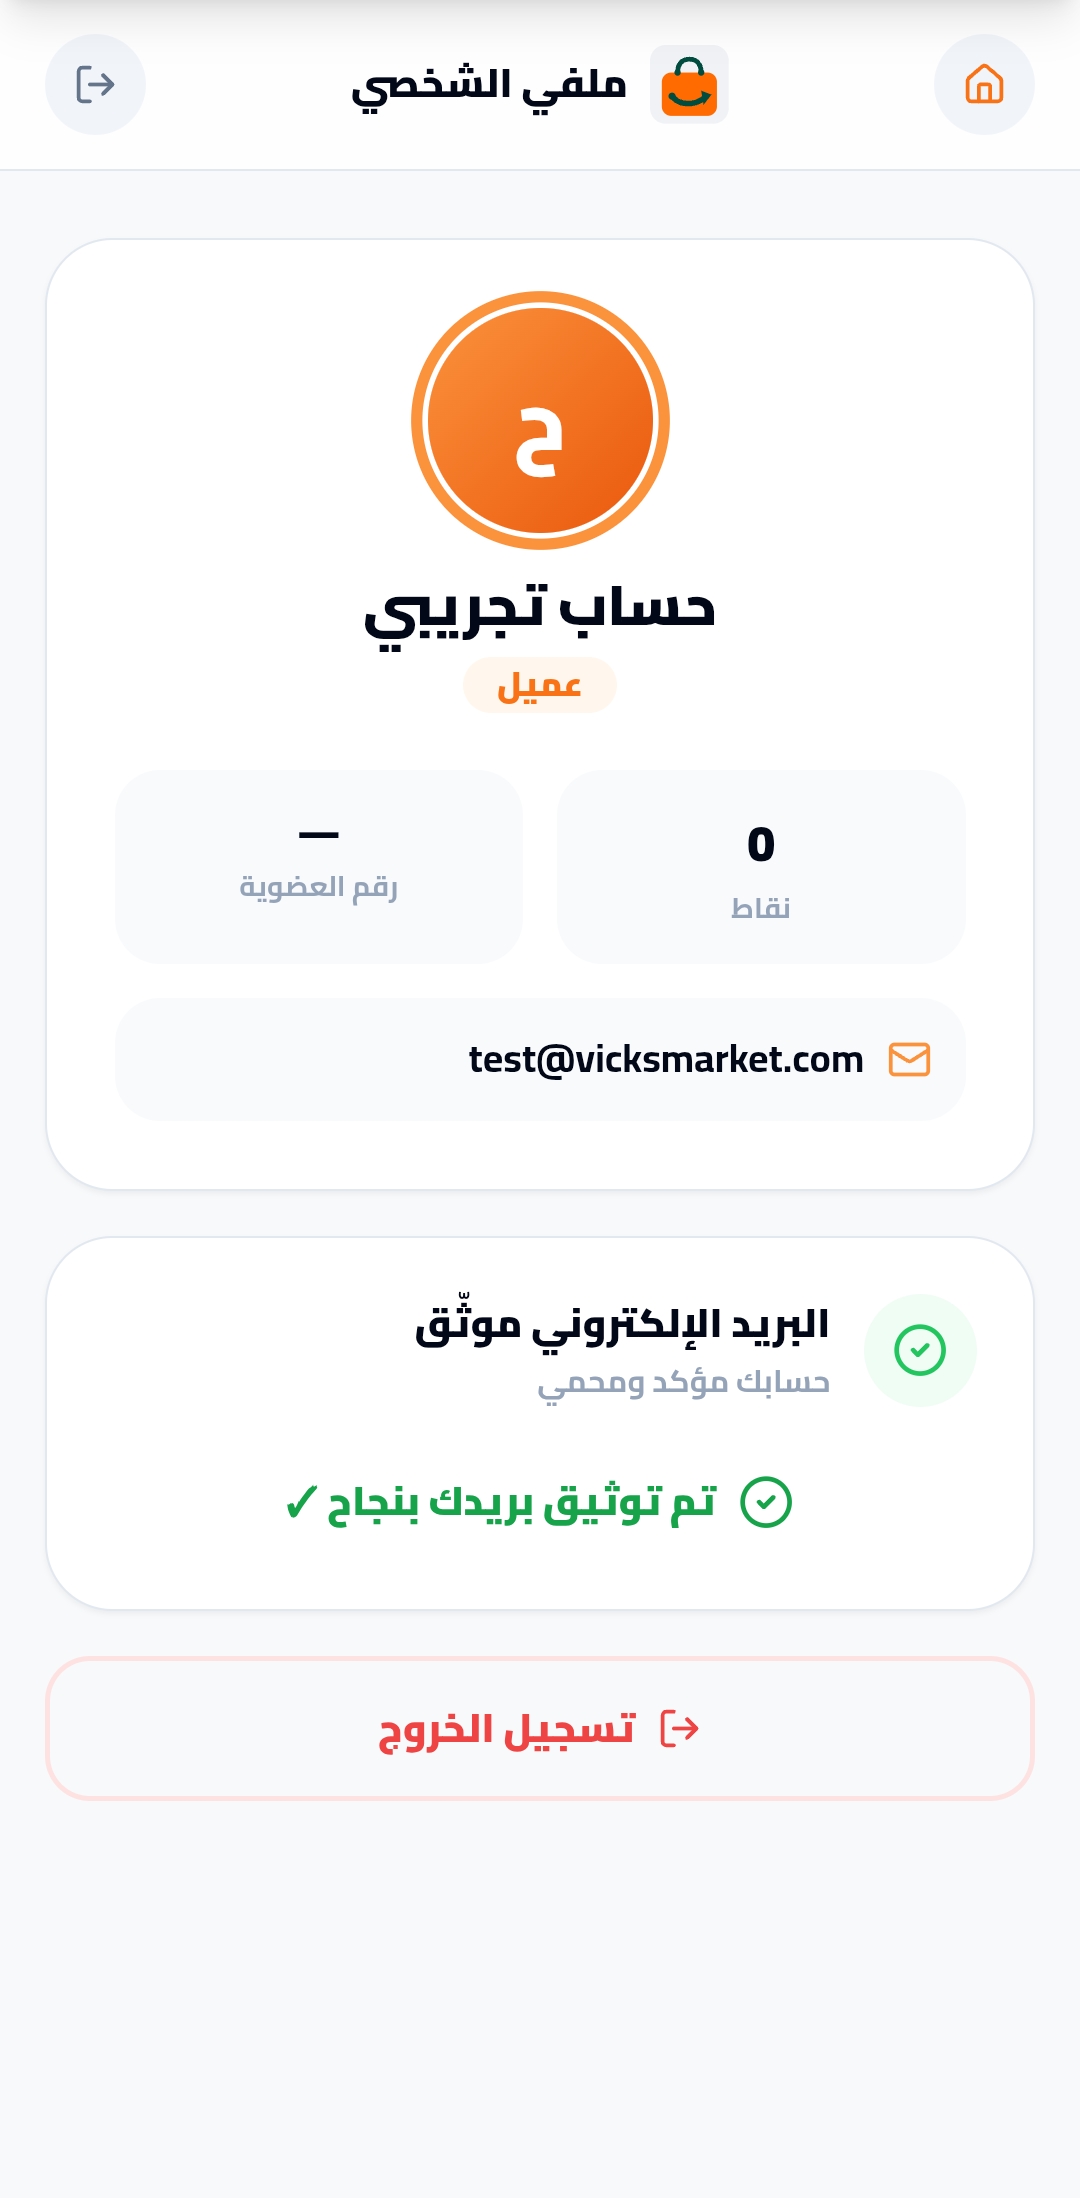 ملفي الشخصي
ح
حساب تجريبي
عميل
0
نقاط
—
رقم العضوية
test@vicksmarket.com
البريد الإلكتروني موثّق
حسابك مؤكد ومحمي
تم توثيق بريدك بنجاح ✓
تسجيل الخروج